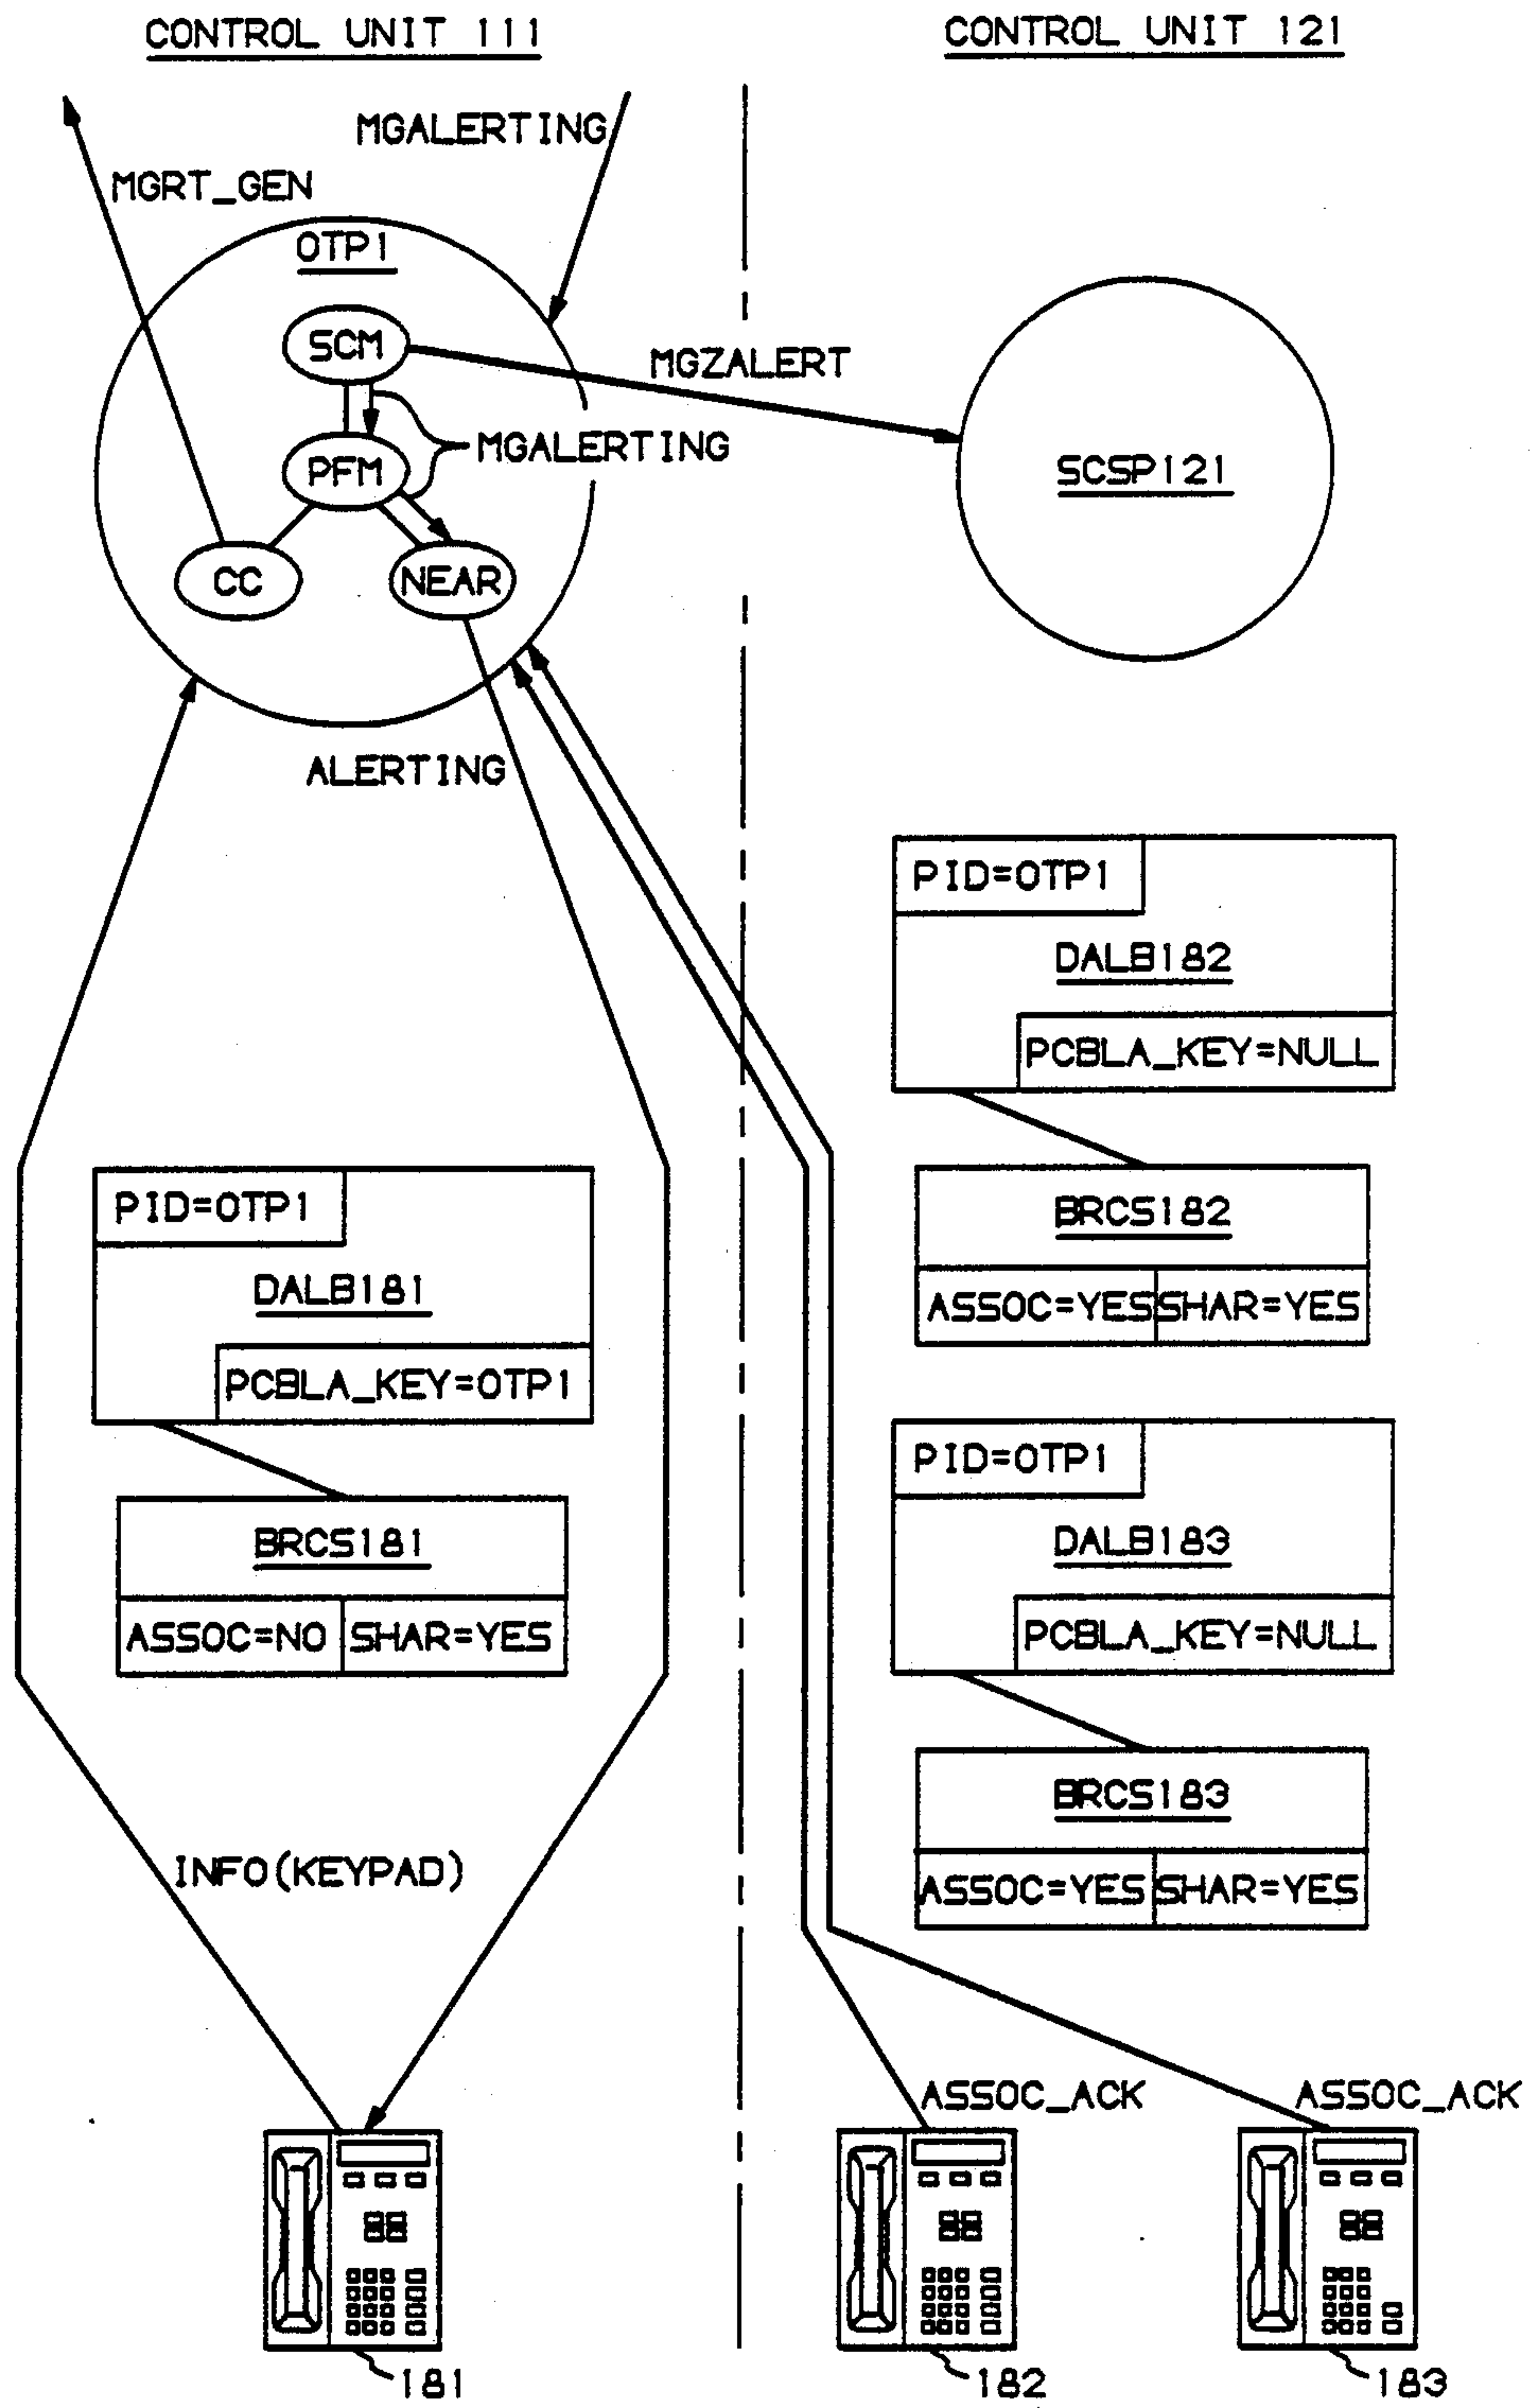 CONTROL UNIT 111
CONTROL UNIT 121
MGALERTING
MGRT_GEN
OTP1
SCM
MGZALERT
MGALERTING
PFM
SCSP121
CC
NEAR
ALERTING
PID=OTP1
DALB182
PCBLA_KEY=NULL
BRCS182
ASSOC=YES
SHAR=YES
PID=OTP1
DALB181
PCBLA_KEY=OTP1
BRCS181
ASSOC=NO
SHAR=YES
PID=OTP1
DALB183
PCBLA_KEY=NULL
BRCS183
ASSOC=YES
SHAR=YES
INFO(KEYPAD)
ASSOC_ACK
ASSOC_ACK
181
182
183